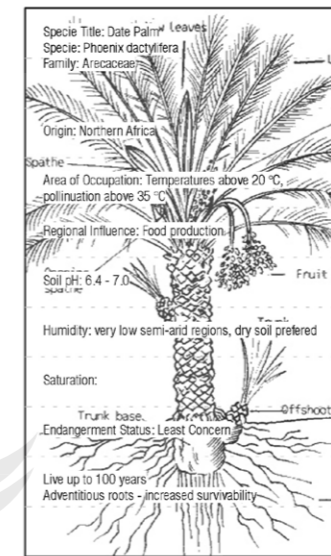 leaves
Specie Title: Date Palm
Specie: Phoenix dactylifera
Family: Arecaceae
Origin: Northern Africa
Spathe
Area of Occupation: Temperatures above 20 °C,
pollinuation above 35 °C
Regional Influence: Food production
Fruit
Soil pH: 6.4 - 7.0
spathe
Humidity: very low semi-arid regions, dry soil prefered
Saturation:
Offshoot
Trunk base
Endangerment Status: Least Concern
Live up to 100 years
Adventitious roots - increased survivability